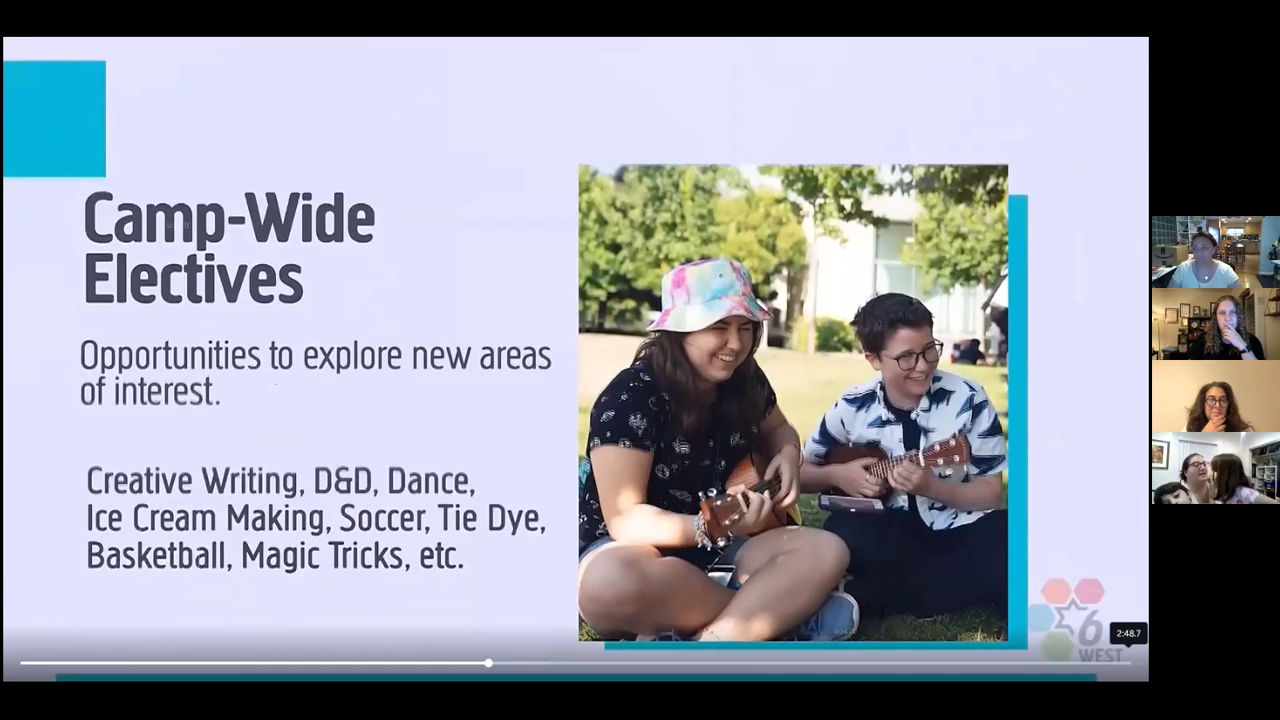 Camp-Wide
Electives
Opportunities to explore new areas
of interest.
Creative Writing, D&D, Dance,
Ice Cream Making, Soccer, Tie Dye,
Basketball, Magic Tricks, etc.
6
WEST
2:48.7